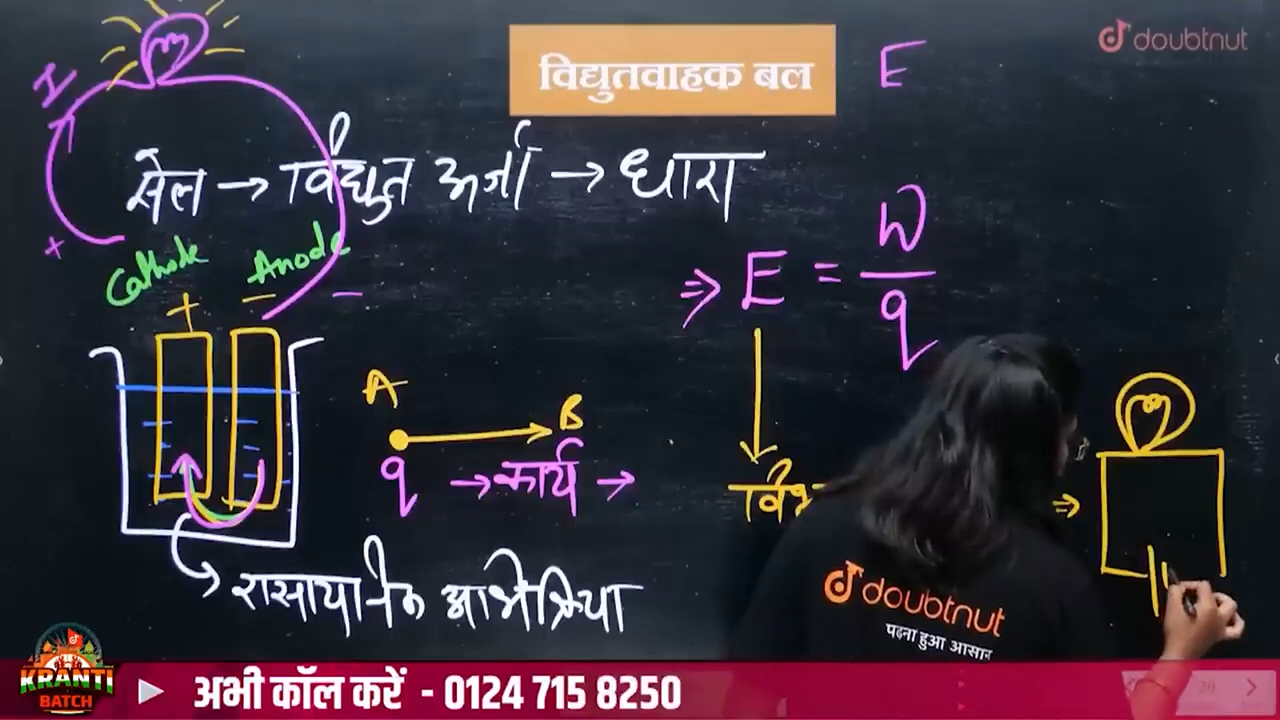 doubtnut
विद्युतवाहक बल
E
I
सेल → विद्युत ऊर्जा → धारा
+
Cathode Anode
+ − −
⇒ E = W/q
A B
q → कार्य →
⇒
रासायनिक अभिक्रिया
doubtnut
पढ़ना हुआ आसान
KRANTI
BATCH
अभी कॉल करें - 0124 715 8250